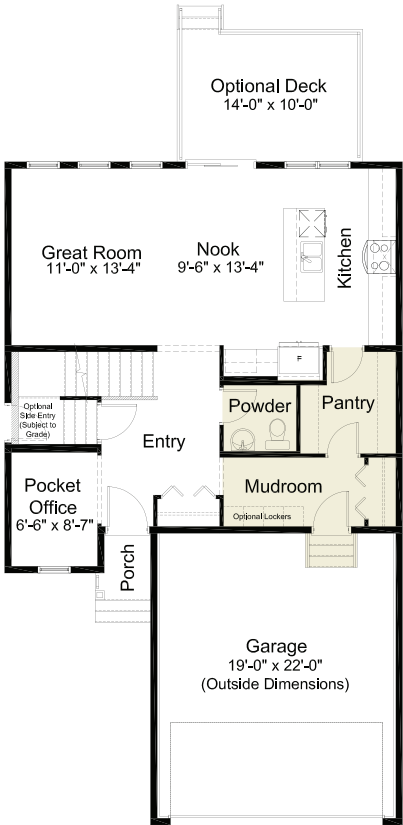 Optional Deck
14'-0" x 10'-0"
Great Room
11'-0" x 13'-4"
Nook
9'-6" x 13'-4"
Kitchen
F
Optional
Side Entry
(Subject to
Grade)
Powder
Pantry
Entry
Pocket
Office
6'-6" x 8'-7"
Mudroom
Optional Lockers
Porch
Garage
19'-0" x 22'-0"
(Outside Dimensions)